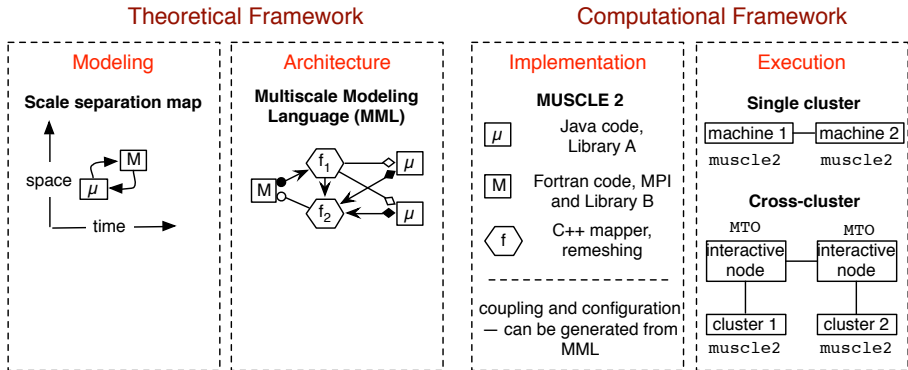 Theoretical Framework
Modeling
Scale separation map
M
μ
space
time
Architecture
Multiscale Modeling
Language (MML)
f1
μ
M
f2
μ
Computational Framework
Implementation
MUSCLE 2
μ
Java code,
Library A
M
Fortran code, MPI
and Library B
f
C++ mapper,
remeshing
coupling and configuration
— can be generated from
MML
Execution
Single cluster
machine 1
machine 2
muscle2
muscle2
Cross-cluster
MTO
MTO
interactive
node
interactive
node
cluster 1
cluster 2
muscle2
muscle2